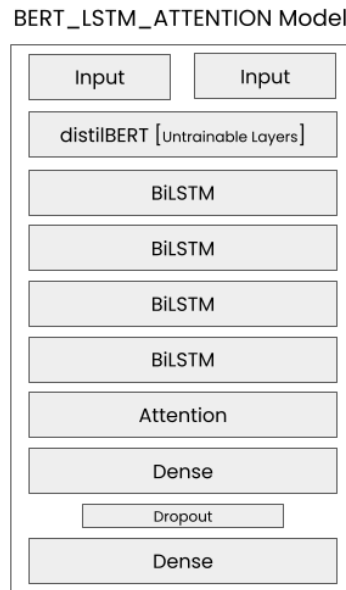 BERT_LSTM_ATTENTION Model
Input Input
distilBERT [Untrainable Layers]
BiLSTM
BiLSTM
BiLSTM
BiLSTM
Attention
Dense
Dropout
Dense